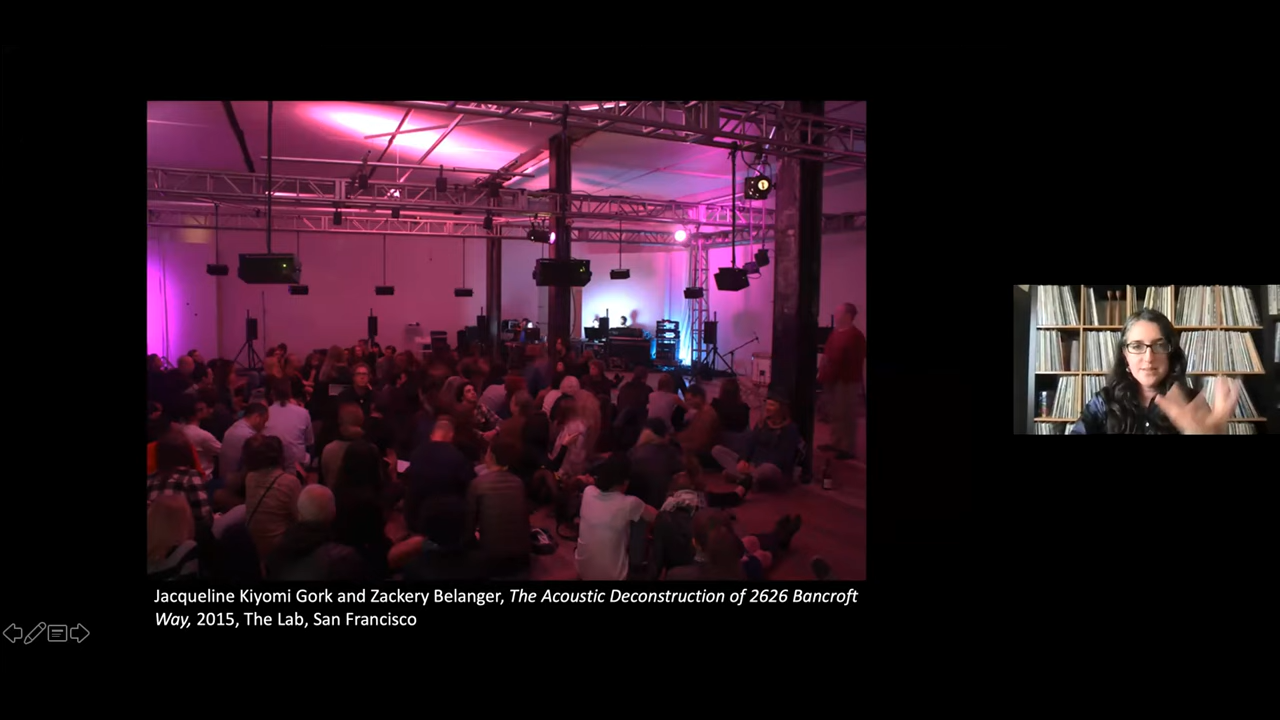 Jacqueline Kiyomi Gork and Zackery Belanger, The Acoustic Deconstruction of 2626 Bancroft
Way, 2015, The Lab, San Francisco